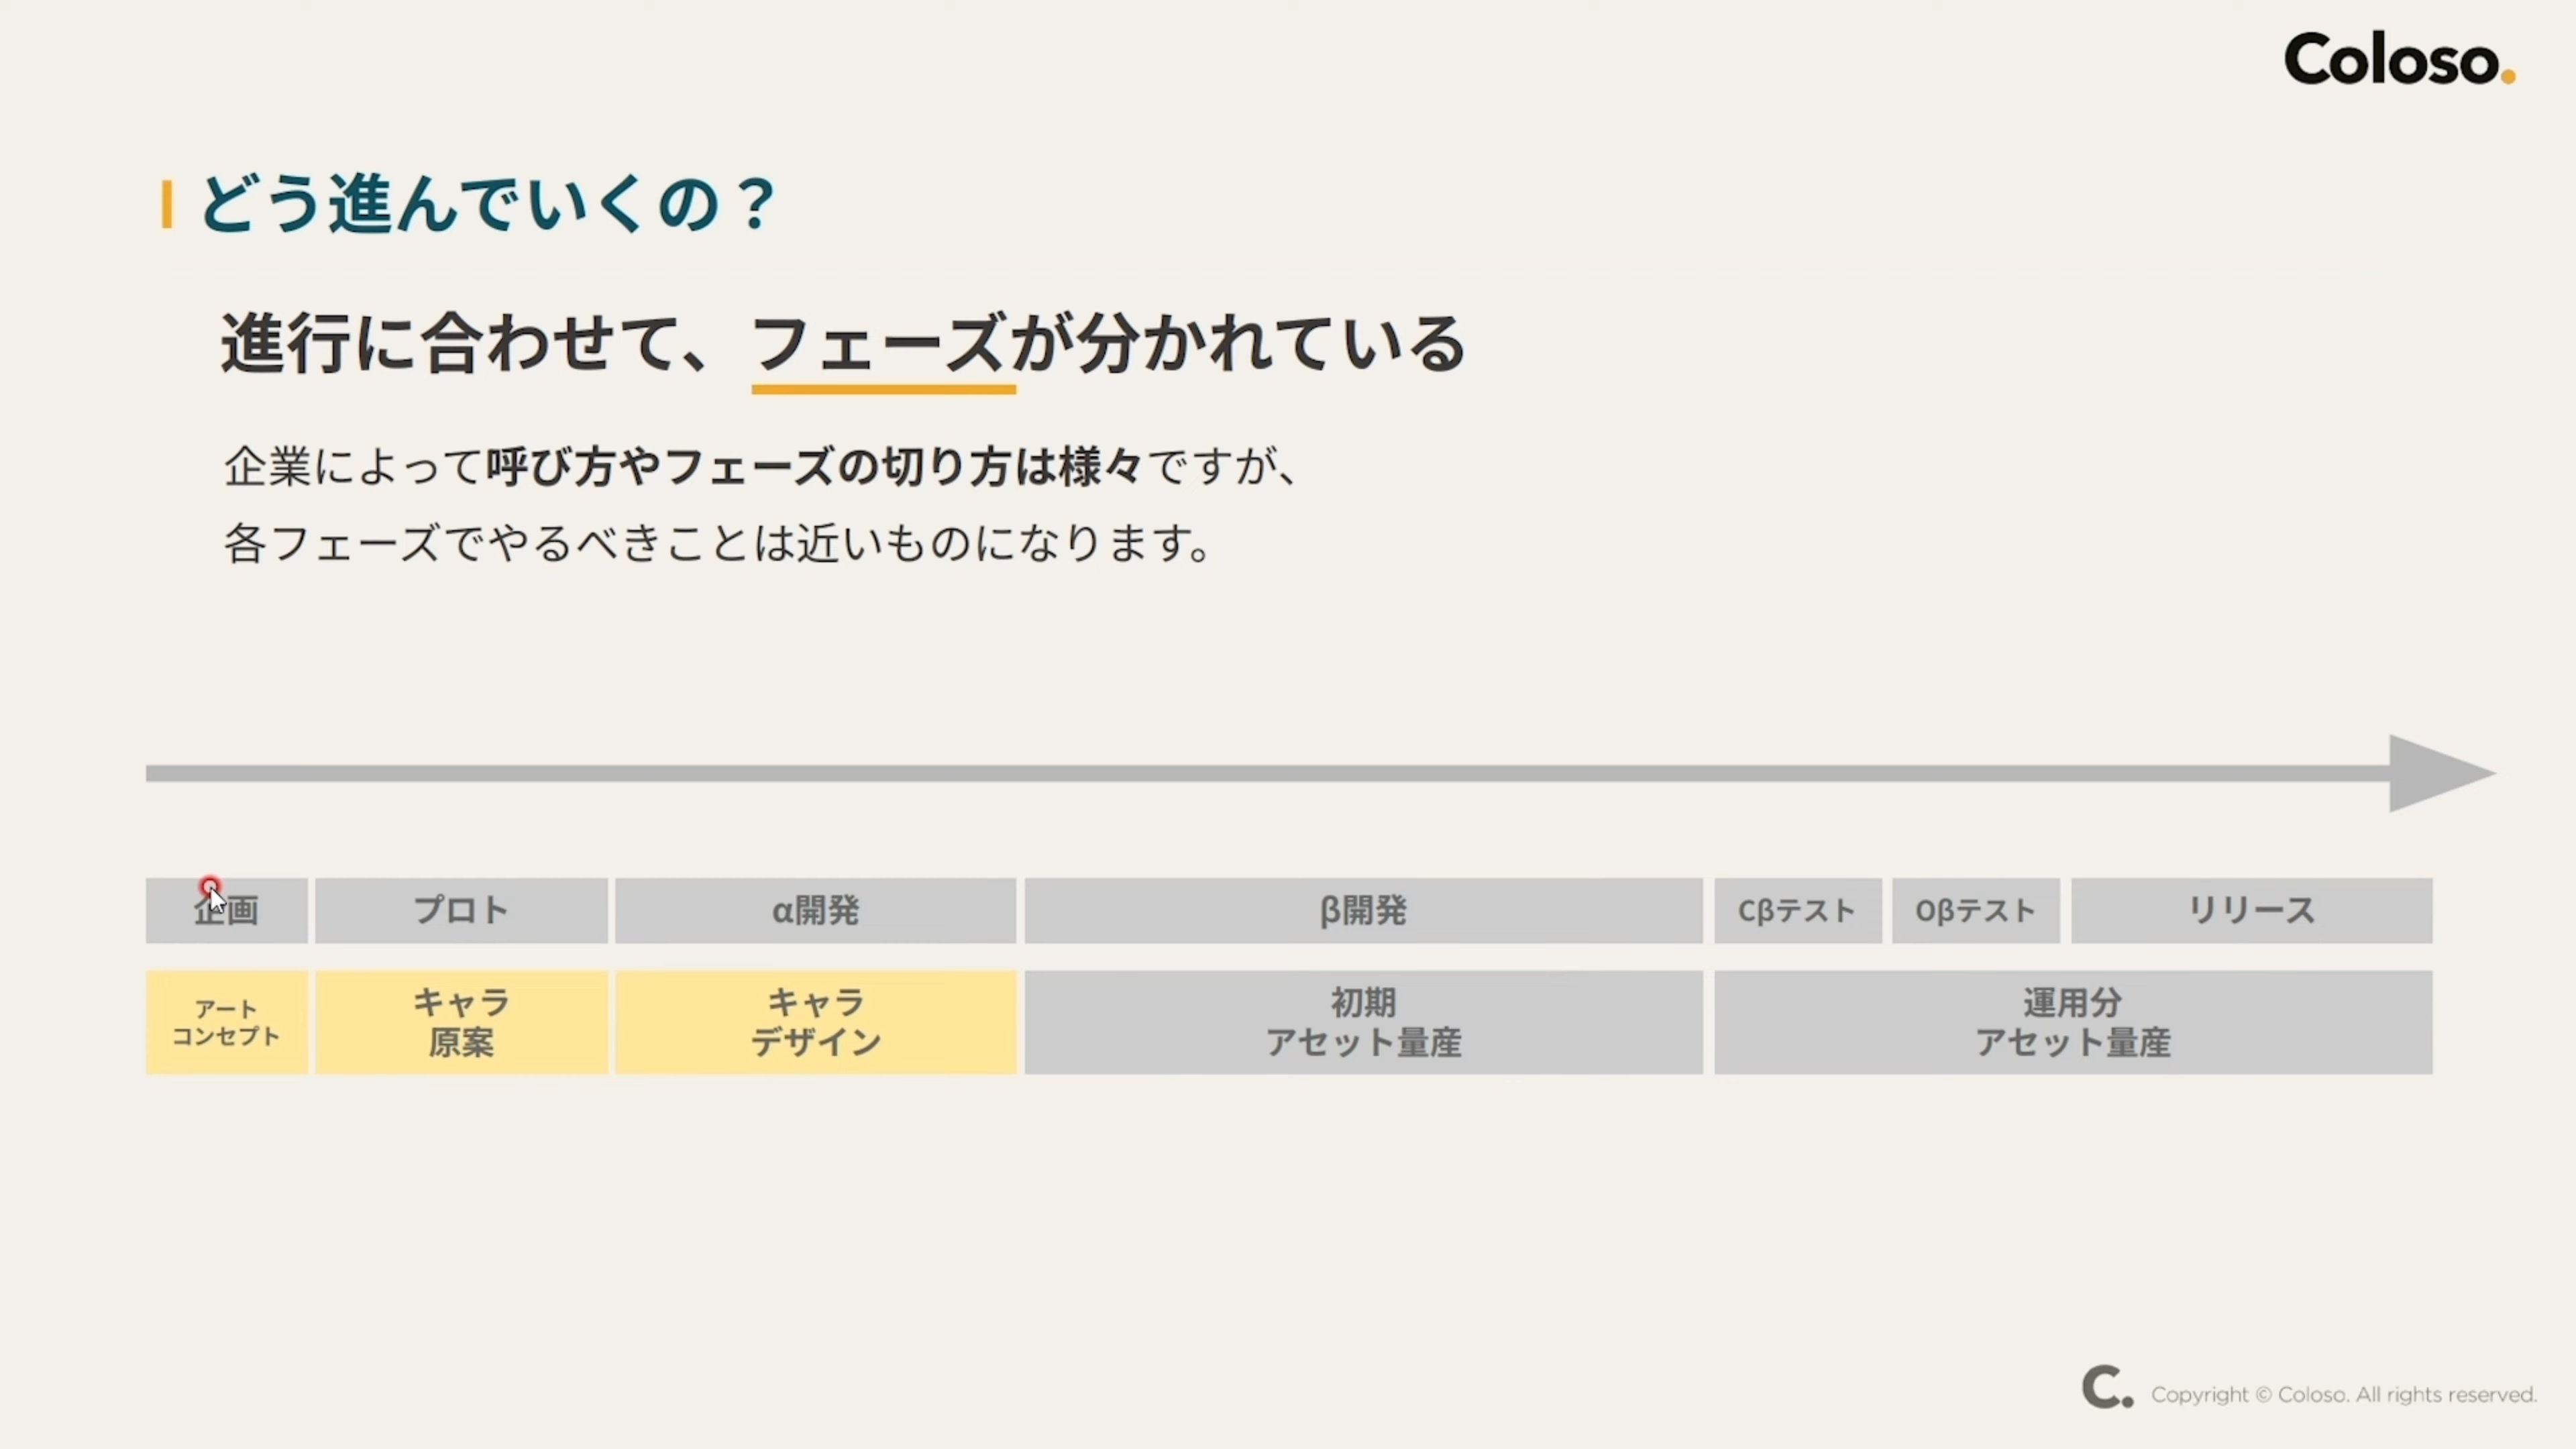 Coloso.
どう進んでいくの？
進行に合わせて、フェーズが分かれている
企業によって呼び方やフェーズの切り方は様々ですが、
各フェーズでやるべきことは近いものになります。
企画
プロト
α開発
β開発
Cβテスト
Oβテスト
リリース
アート
コンセプト
キャラ
原案
キャラ
デザイン
初期
アセット量産
運用分
アセット量産
C. Copyright © Coloso. All rights reserved.